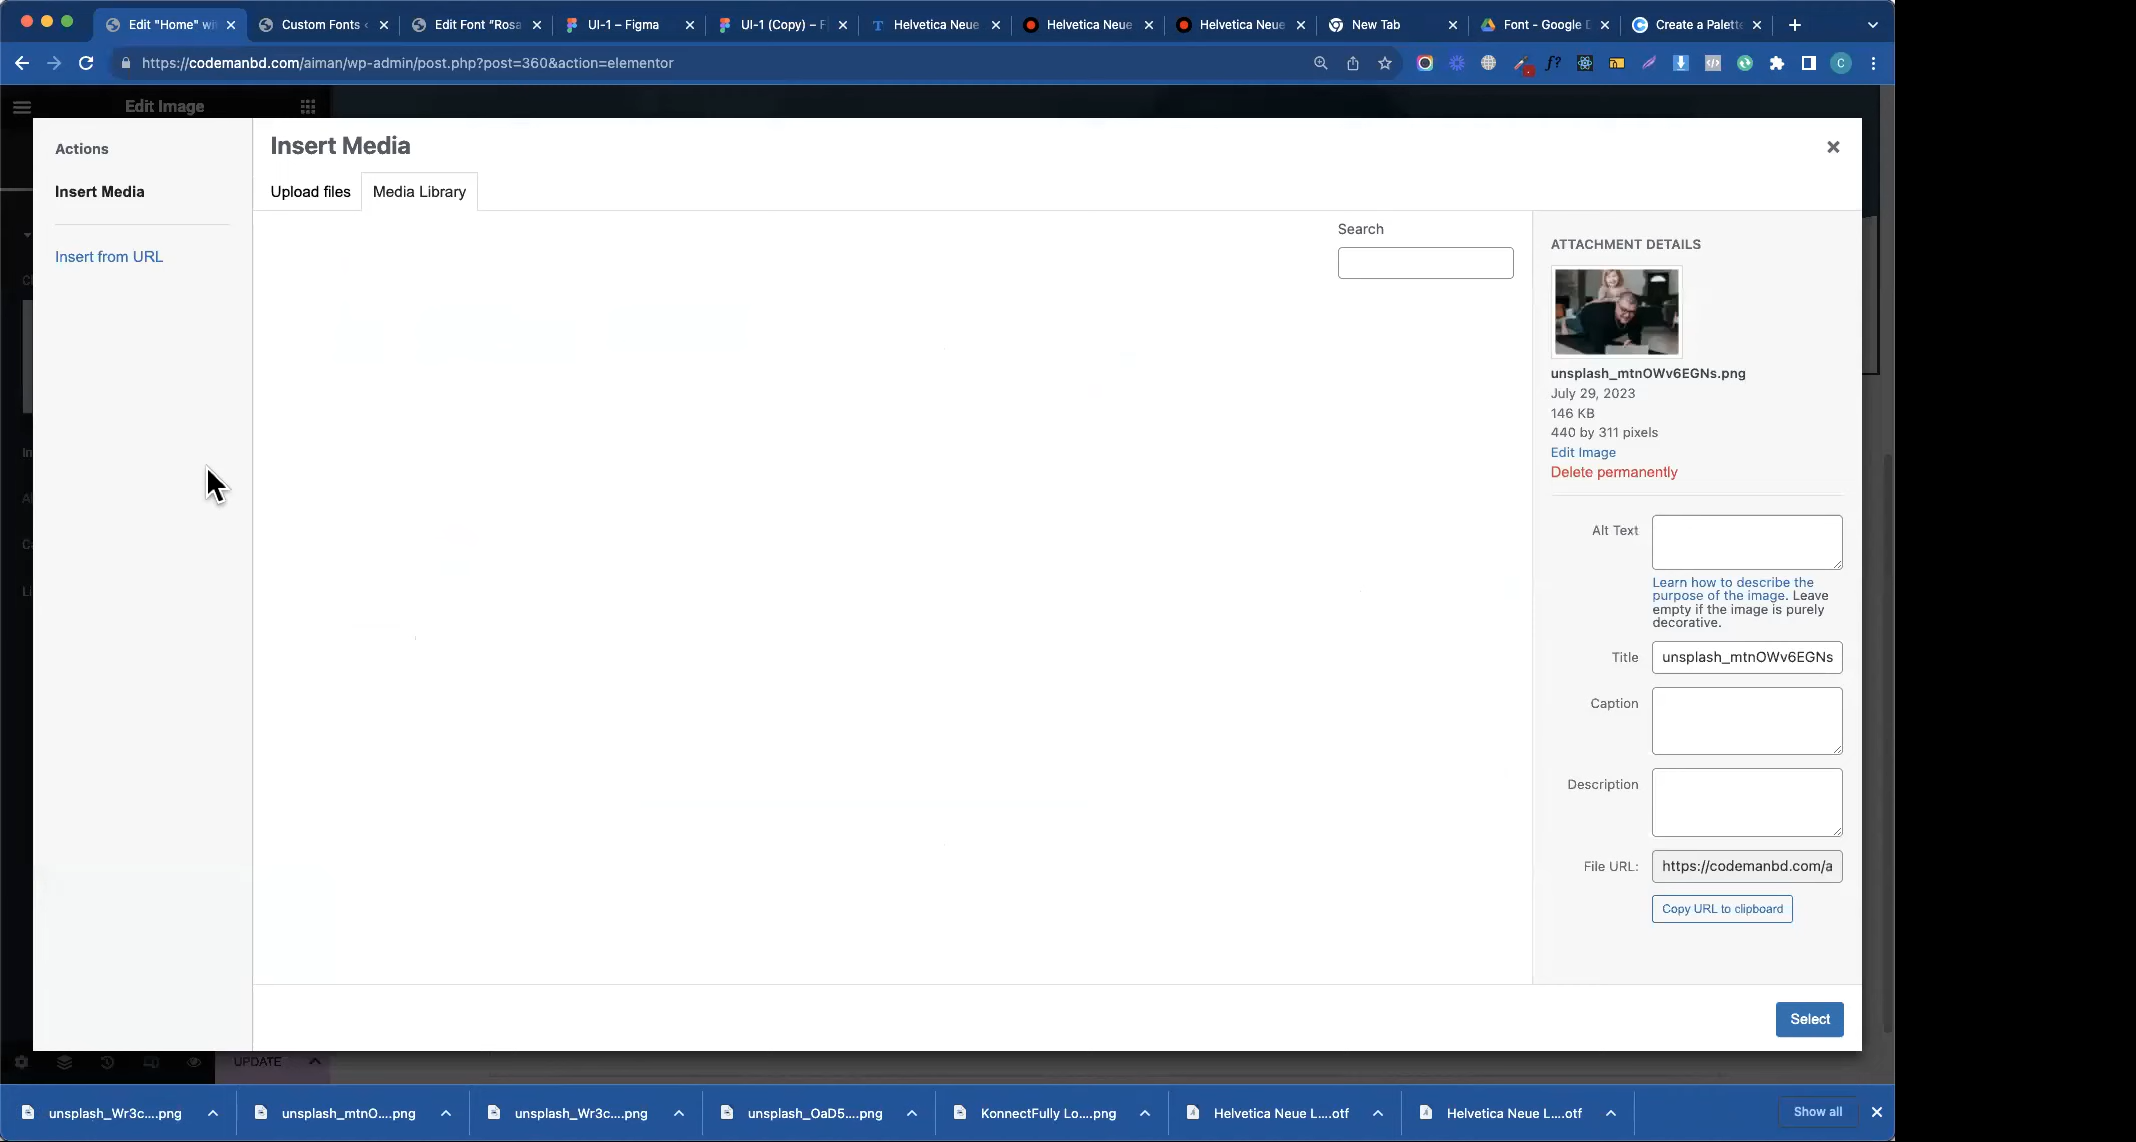 Edit "Home" wi
Custom Fonts
Edit Font "Rosa
UI-1 – Figma
UI-1 (Copy) – F
Helvetica Neue
Helvetica Neue
Helvetica Neue
New Tab
Font - Google D
Create a Palette
https://codemanbd.com/aiman/wp-admin/post.php?post=360&action=elementor
Edit Image
Actions
Insert Media
Insert from URL
Insert Media
Upload files
Media Library
Search
ATTACHMENT DETAILS
unsplash_mtnOWv6EGNs.png
July 29, 2023
146 KB
440 by 311 pixels
Edit Image
Delete permanently
Alt Text
Learn how to describe the
purpose of the image. Leave
empty if the image is purely
decorative.
Title
unsplash_mtnOWv6EGNs
Caption
Description
File URL:
https://codemanbd.com/a
Copy URL to clipboard
Select
UPDATE
unsplash_Wr3c....png
unsplash_mtnO....png
unsplash_Wr3c....png
unsplash_OaD5....png
KonnectFully Lo....png
Helvetica Neue L....otf
Helvetica Neue L....otf
Show all